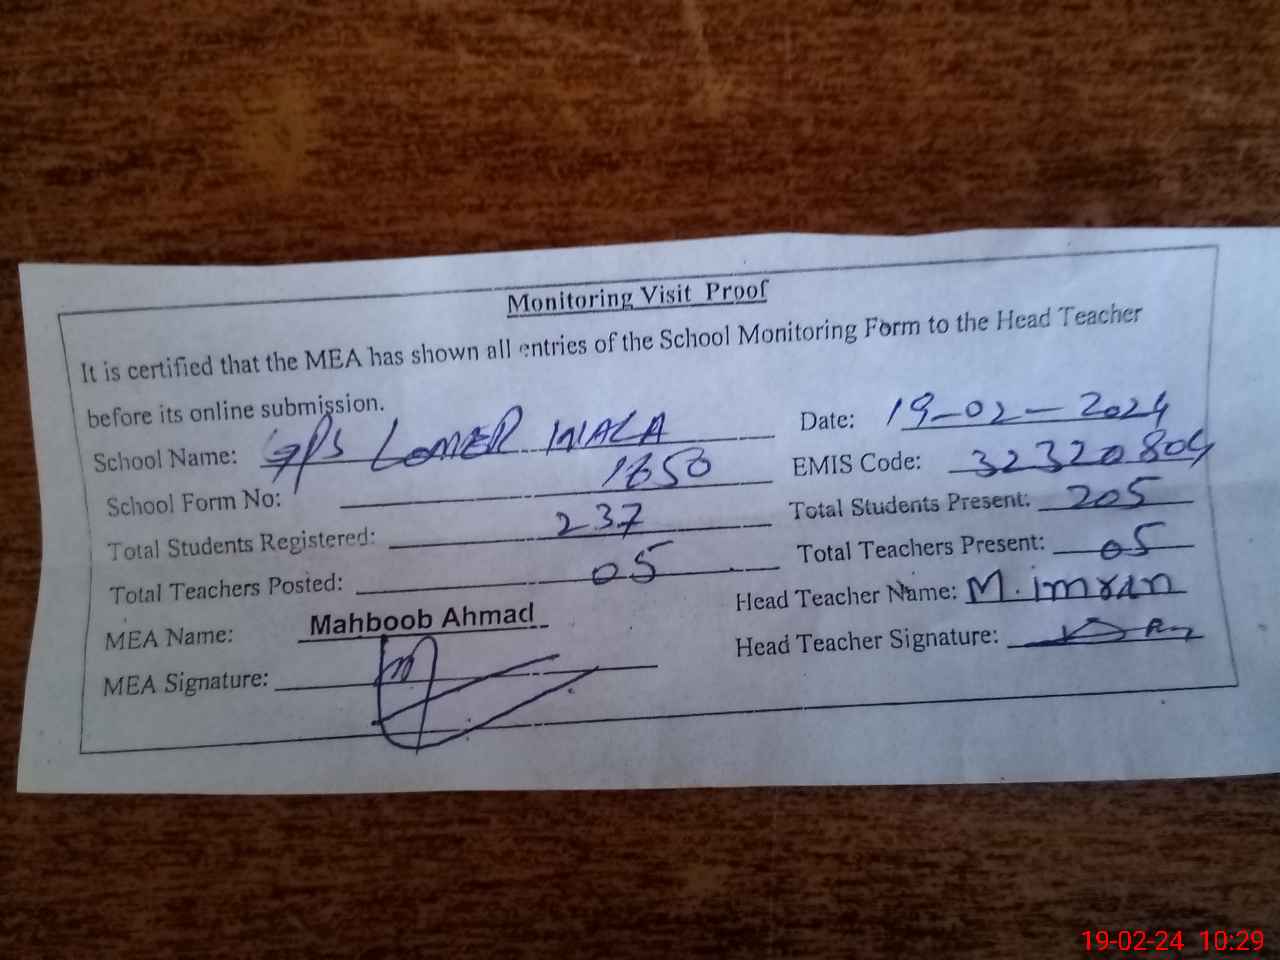 Monitoring Visit Proof
It is certified that the MEA has shown all entries of the School Monitoring Form to the Head Teacher
before its online submission.
School Name: GPS LOMER WALA Date: 19-02-2024
School Form No: 1650 EMIS Code: 32320804
Total Students Registered: 237 Total Students Present: 205
Total Teachers Posted: 05 Total Teachers Present: 05
MEA Name: Mahboob Ahmad Head Teacher Name: M. imran
MEA Signature: Head Teacher Signature:
19-02-24 10:29